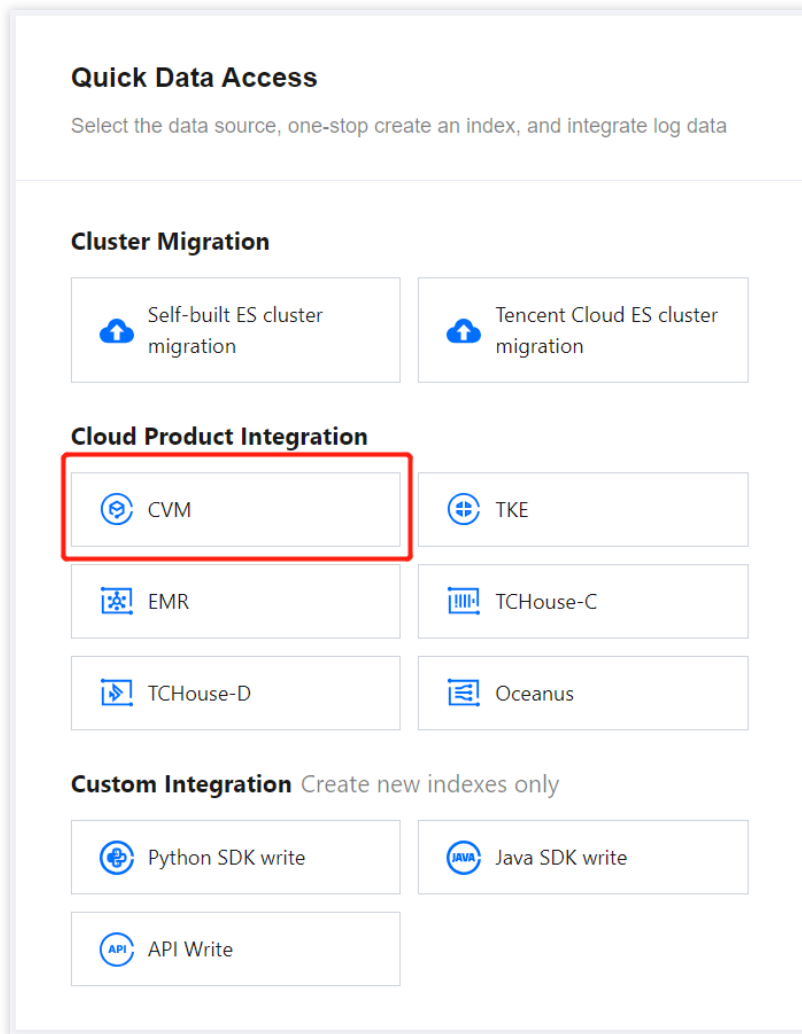 Quick Data Access
Select the data source, one-stop create an index, and integrate log data
Cluster Migration
Self-built ES cluster
migration
Tencent Cloud ES cluster
migration
Cloud Product Integration
CVM
TKE
EMR
TCHouse-C
TCHouse-D
Oceanus
Custom Integration Create new indexes only
Python SDK write
JAVA Java SDK write
API API Write